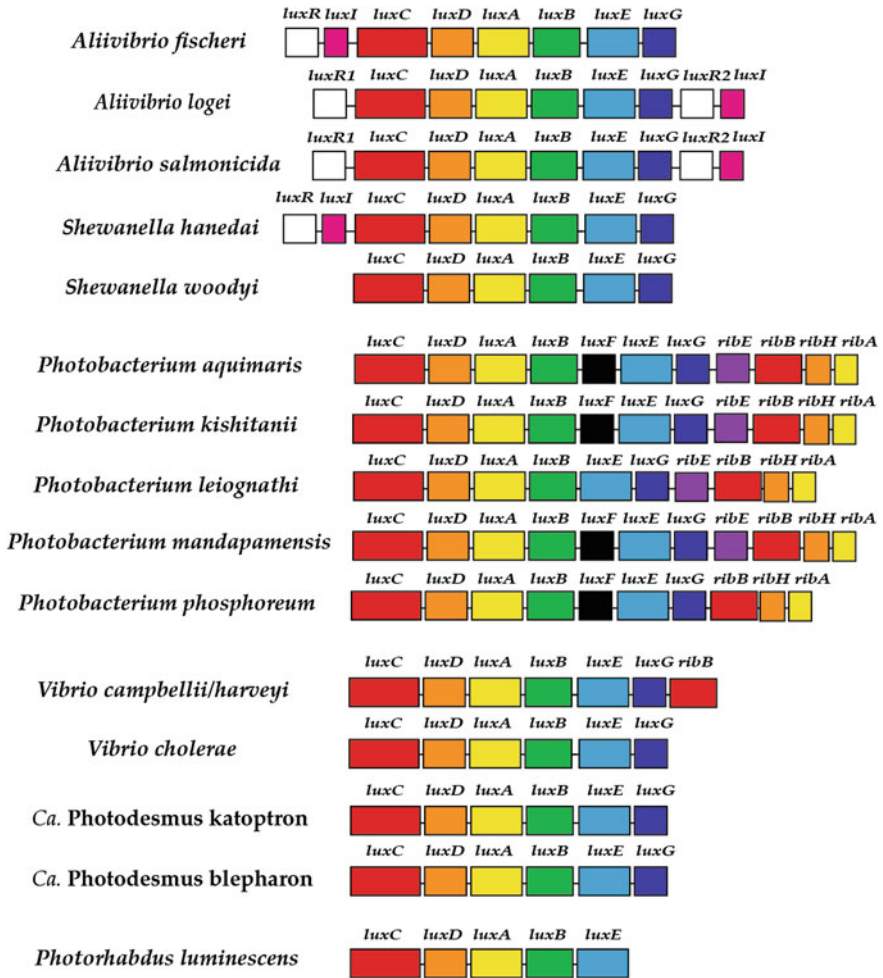 luxR luxI luxC luxD luxA luxB luxE luxG
Aliivibrio fischeri
luxR1 luxC luxD luxA luxB luxE luxG luxR2 luxI
Aliivibrio logei
luxR1 luxC luxD luxA luxB luxE luxG luxR2 luxI
Aliivibrio salmonicida
luxR luxI luxC luxD luxA luxB luxE luxG
Shewanella hanedai
luxC luxD luxA luxB luxE luxG
Shewanella woodyi
luxC luxD luxA luxB luxF luxE luxG ribE ribB ribH ribA
Photobacterium aquimaris
luxC luxD luxA luxB luxF luxE luxG ribE ribB ribH ribA
Photobacterium kishitanii
luxC luxD luxA luxB luxE luxG ribE ribB ribH ribA
Photobacterium leiognathi
luxC luxD luxA luxB luxF luxE luxG ribE ribB ribH ribA
Photobacterium mandapamensis
luxC luxD luxA luxB luxF luxE luxG ribB ribH ribA
Photobacterium phosphoreum
luxC luxD luxA luxB luxE luxG ribB
Vibrio campbellii/harveyi
luxC luxD luxA luxB luxE luxG
Vibrio cholerae
luxC luxD luxA luxB luxE luxG
Ca. Photodesmus katoptron
luxC luxD luxA luxB luxE luxG
Ca. Photodesmus blepharon
luxC luxD luxA luxB luxE
Photorhabdus luminescens